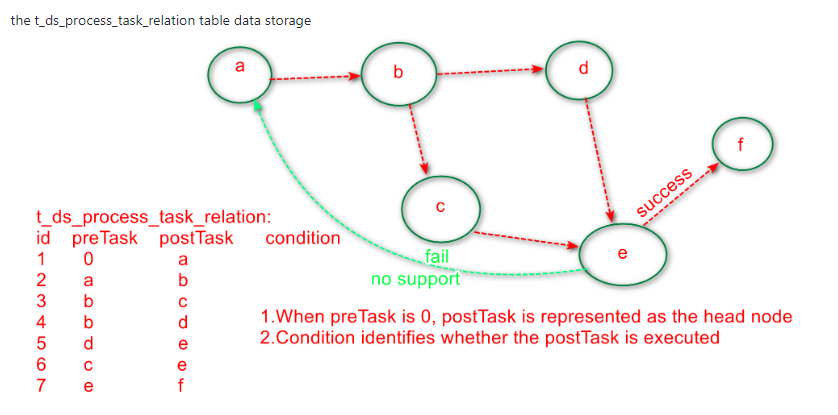 the t_ds_process_task_relation table data storage
a
b
d
f
c
success
e
fail
no support
t_ds_process_task_relation:
id preTask postTask condition
1 0 a
2 a b
3 b c
4 b d
5 d e
6 c e
7 e f
1.When preTask is 0, postTask is represented as the head node
2.Condition identifies whether the postTask is executed